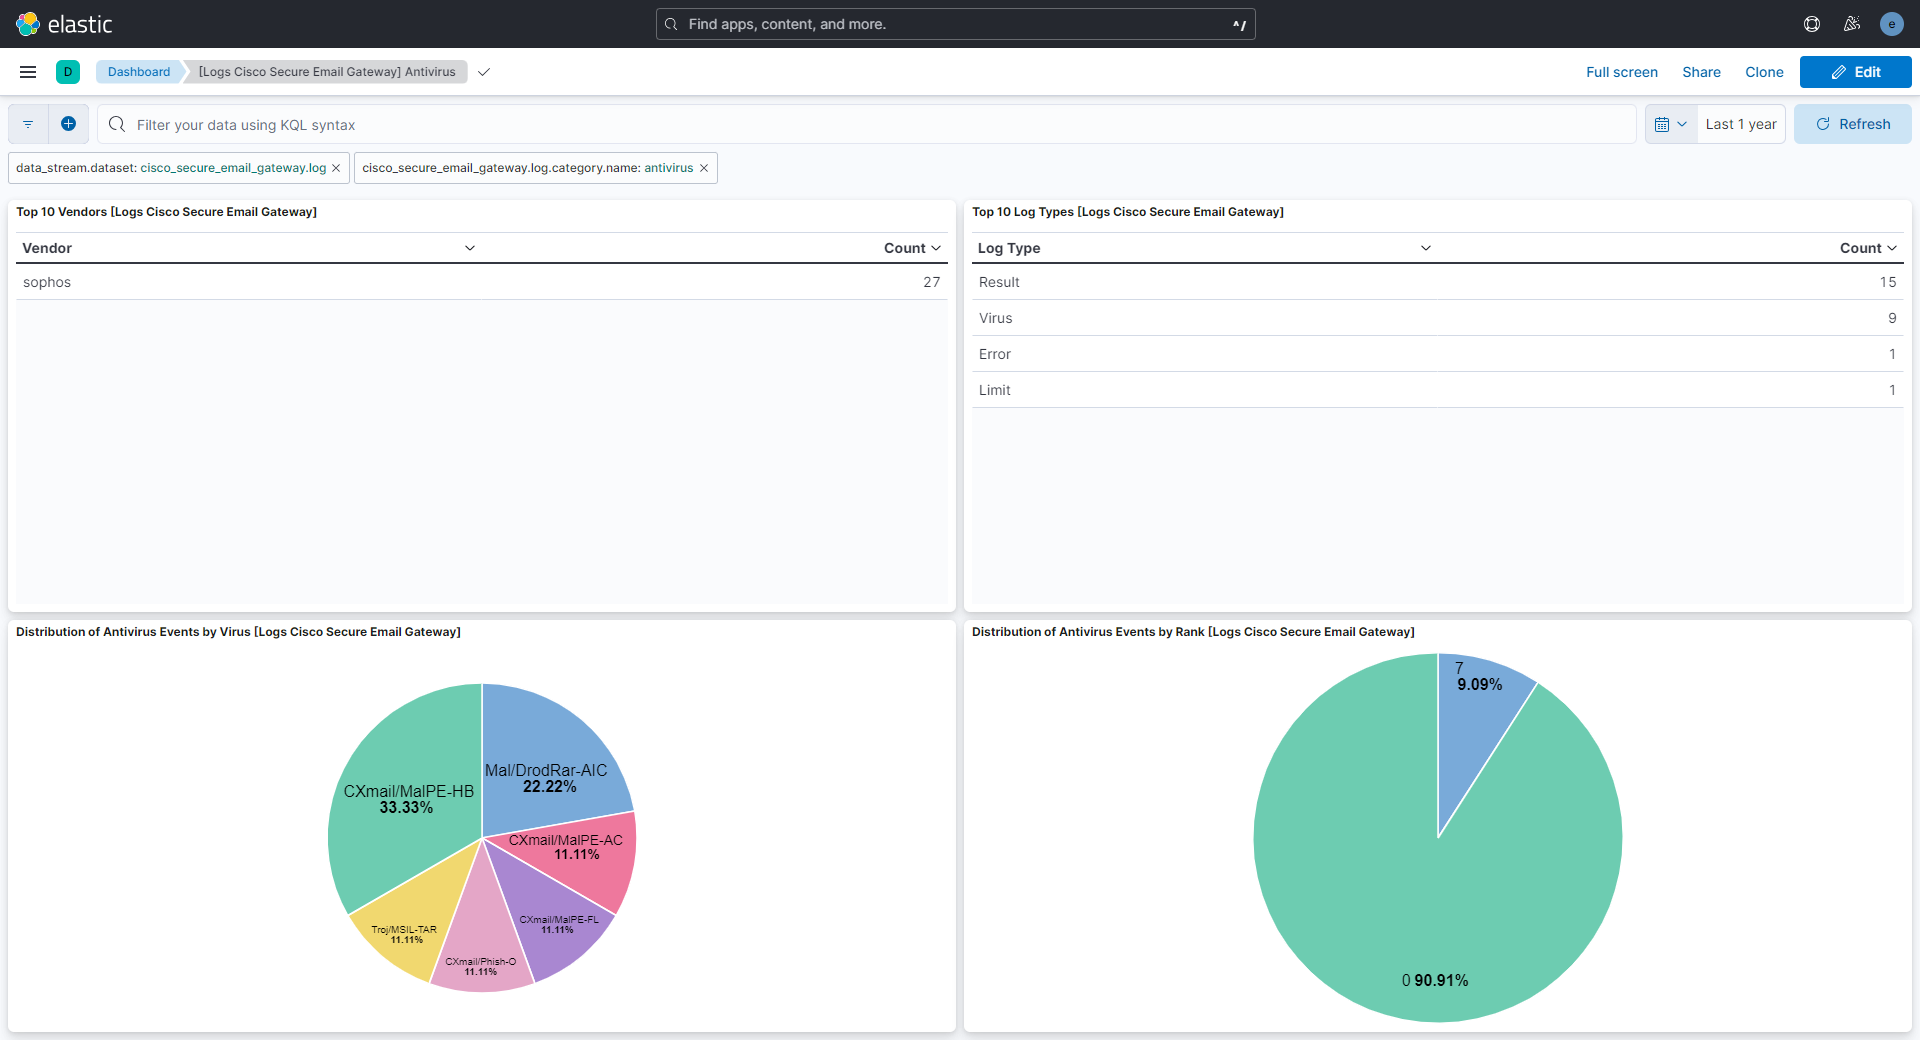 elastic
Find apps, content, and more.
^/
e
D
Dashboard
[Logs Cisco Secure Email Gateway] Antivirus
Full screen
Share
Clone
Edit
Filter your data using KQL syntax
Last 1 year
Refresh
data_stream.dataset: cisco_secure_email_gateway.log
cisco_secure_email_gateway.log.category.name: antivirus
Top 10 Vendors [Logs Cisco Secure Email Gateway]
Vendor Count
sophos 27
Top 10 Log Types [Logs Cisco Secure Email Gateway]
Log Type Count
Result 15
Virus 9
Error 1
Limit 1
Distribution of Antivirus Events by Virus [Logs Cisco Secure Email Gateway]
Mal/DrodRar-AIC
22.22%
CXmail/MalPE-HB
33.33%
CXmail/MalPE-AC
11.11%
CXmail/MalPE-FL
11.11%
Troj/MSIL-TAR
11.11%
CXmail/Phish-O
11.11%
Distribution of Antivirus Events by Rank [Logs Cisco Secure Email Gateway]
7
9.09%
0 90.91%